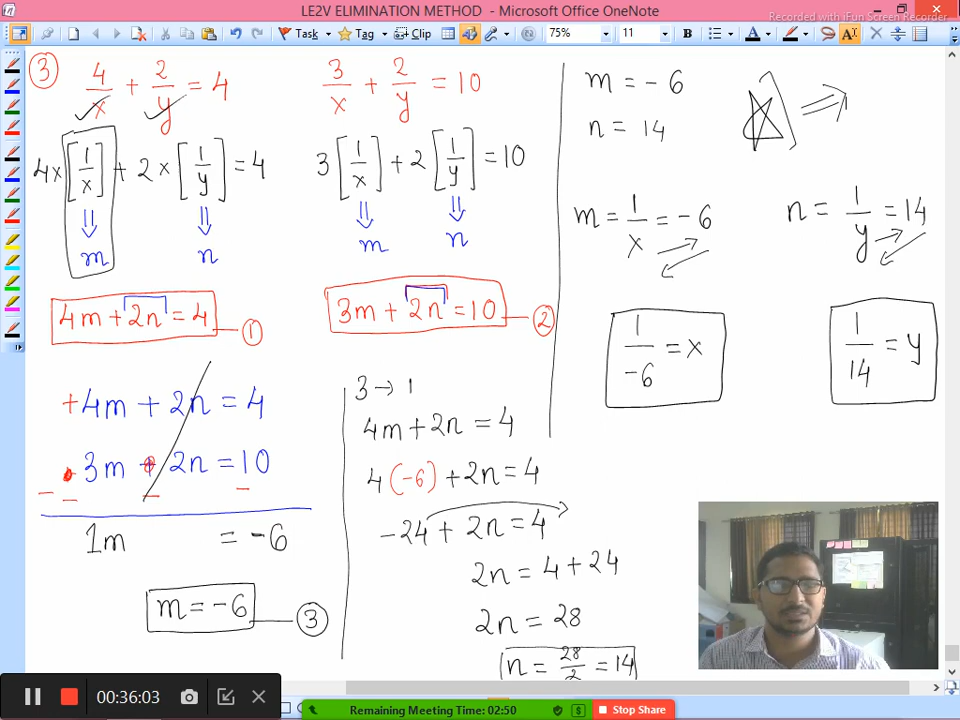 LE2V ELIMINATION METHOD - Microsoft Office OneNote
Recorded with iFun Screen Recorder
Task Tag Clip 75% 11 B
3
4/x + 2/y = 4
4 × [1/x] + 2 × [1/y] = 4
m n
4m + 2n = 4 1
3/x + 2/y = 10
3 [1/x] + 2 [1/y] = 10
m n
3m + 2n = 10 2
+4m + 2n = 4
3m + 2n = 10
- - - -
1m = -6
m = -6 3
3 → 1
4m + 2n = 4
4 (-6) + 2n = 4
-24 + 2n = 4
2n = 4 + 24
2n = 28
n = 28/2 = 14
m = -6
n = 14
m = 1/x = -6
1/-6 = x
n = 1/y = 14
1/14 = y
00:36:03
Remaining Meeting Time: 02:50
Stop Share